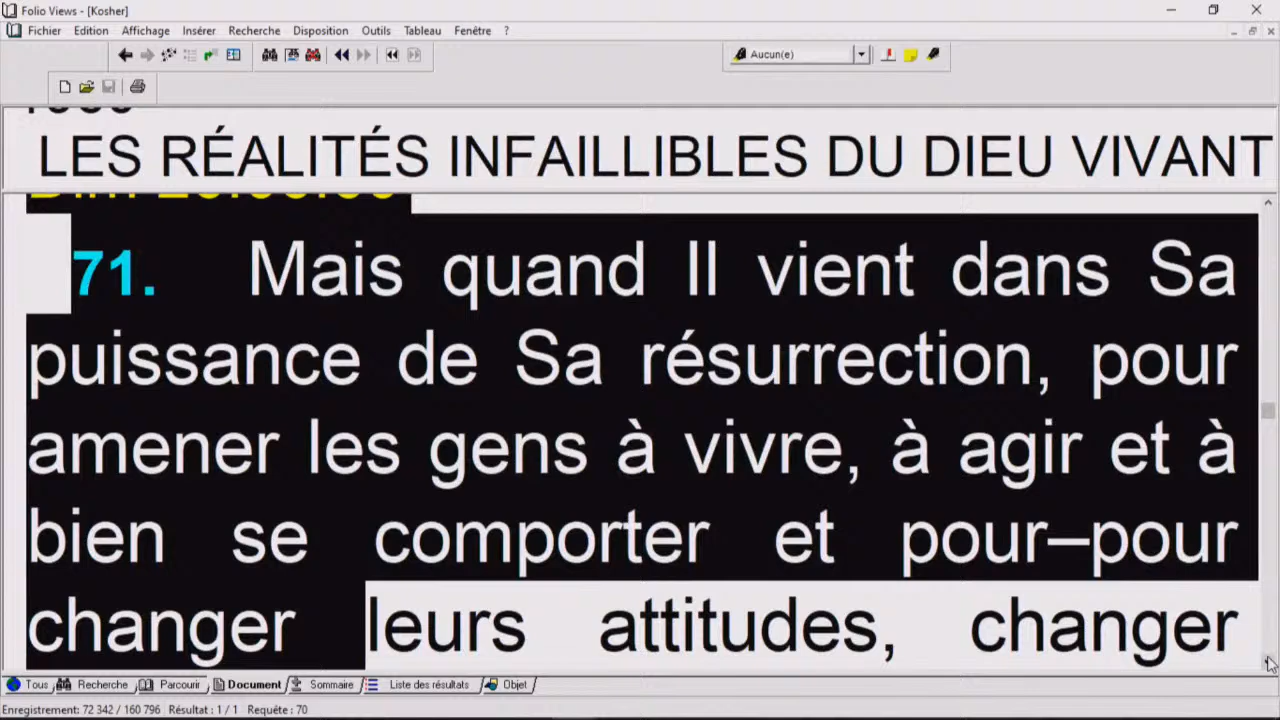 Folio Views - [Kosher]
Fichier Edition Affichage Insérer Recherche Disposition Outils Tableau Fenêtre ?
Aucun(e)
LES RÉALITÉS INFAILLIBLES DU DIEU VIVANT
71. Mais quand Il vient dans Sa
puissance de Sa résurrection, pour
amener les gens à vivre, à agir et à
bien se comporter et pour–pour
changer leurs attitudes, changer
Tous Recherche Parcourir Document Sommaire Liste des résultats Objet
Enregistrement: 72 342 / 160 796 Résultat : 1 / 1 Requête : 70